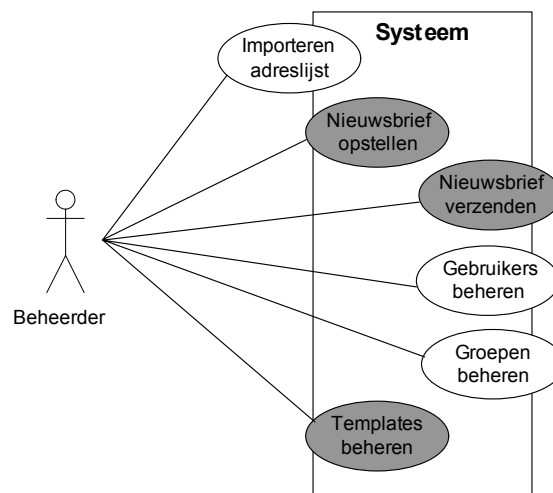 Systeem
Importeren
adreslijst
Nieuwsbrief
opstellen
Nieuwsbrief
verzenden
Gebruikers
beheren
Beheerder
Groepen
beheren
Templates
beheren